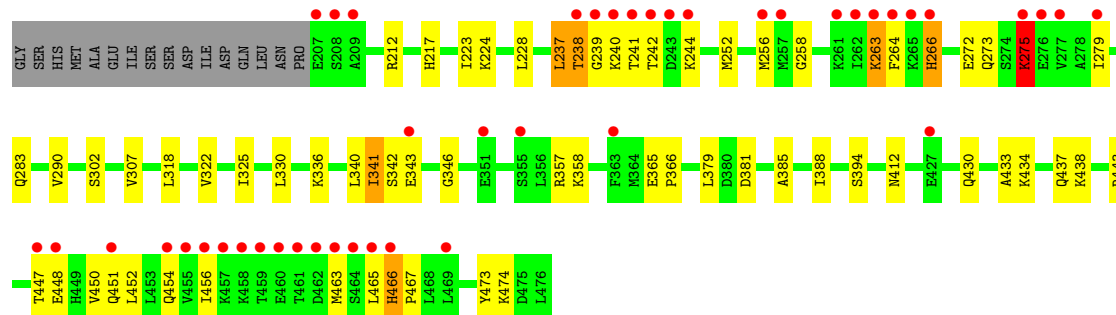 GLY SER HIS MET ALA GLU ILE SER SER ASP ILE ASP GLN LEU ASN PRO E207 S208 A209 R212 H217 I223 K224 L228 L237 T238 G239 K240 T241 T242 D243 K244 M252 M256 M257 G258 K261 I262 K263 F264 K265 H266 E272 Q273 S274 K275 E276 V277 A278 I279
Q283 V290 S302 V307 L318 V322 I325 L330 K336 L340 I341 S342 E343 G346 E351 S355 L356 R357 K358 F363 M364 E365 P366 L379 D380 D381 A385 I388 S394 N412 E427 Q430 A433 K434 Q437 K438
T447 E448 H449 V450 Q451 L452 L453 Q454 V455 I456 K457 K458 T459 E460 T461 D462 M463 S464 L465 H466 P467 L468 L469 Y473 K474 D475 L476